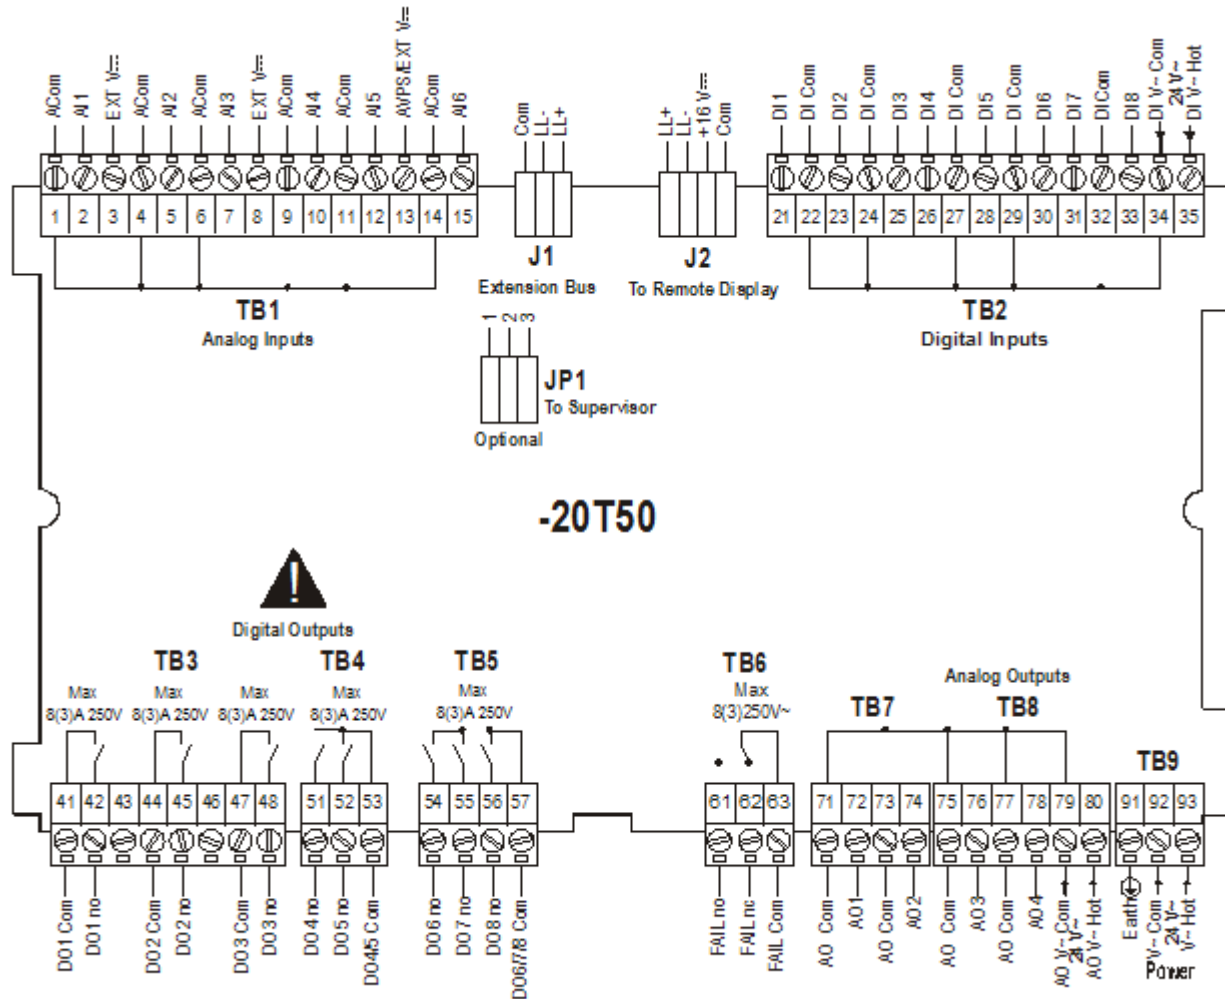 ACom AI1 EXT V⎓ ACom AI2 ACom AI3 EXT V⎓ ACom AI4 ACom AI5 AVPS/EXT V⎓ ACom AI6
Com LL- LL+
LL+ LL- +16 V⎓ Com
DI1 DI Com DI2 DI Com DI3 DI4 DI Com DI5 DI Com DI6 DI7 DI Com DI8 DI V~ Com 24 V~ DI V~ Hot
1 2 3 4 5 6 7 8 9 10 11 12 13 14 15
21 22 23 24 25 26 27 28 29 30 31 32 33 34 35
J1
Extension Bus
J2
To Remote Display
TB1
Analog Inputs
TB2
Digital Inputs
1 2 3
JP1
To Supervisor
Optional
-20T50
!
Digital Outputs
TB3
TB4
TB5
TB6
Max
8(3)A 250V
Max
8(3)A 250V
Max
8(3)A 250V
Max
8(3)A 250V
Max
8(3)A 250V
Max
8(3)250V~
Analog Outputs
TB7
TB8
TB9
41 42 43 44 45 46 47 48
51 52 53
54 55 56 57
61 62 63
71 72 73 74
75 76 77 78 79 80
91 92 93
DO1 Com DO1 no DO2 Com DO2 no DO3 Com DO3 no
DO4 no DO5 no DO4/5 Com
DO6 no DO7 no DO8 no DO6/7/8 Com
FAIL no FAIL nc FAIL Com
AO Com AO1 AO Com AO2
AO Com AO3 AO Com AO4 AO V~ Com 24 V~ AO V~ Hot
Earth V~ Com 24 V~ V~ Hot
Power